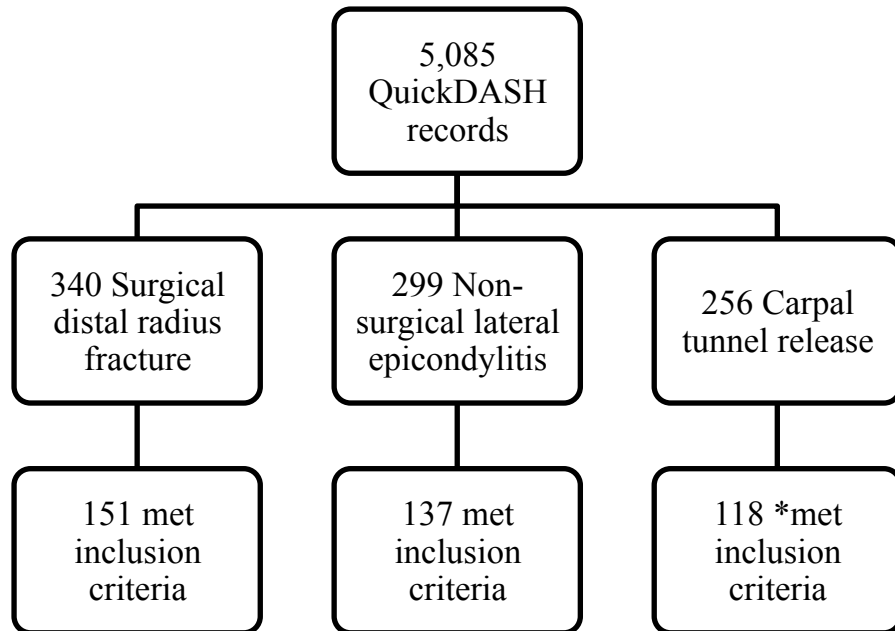 5,085
QuickDASH
records
340 Surgical
distal radius
fracture
299 Non-
surgical lateral
epicondylitis
256 Carpal
tunnel release
151 met
inclusion
criteria
137 met
inclusion
criteria
118 *met
inclusion
criteria